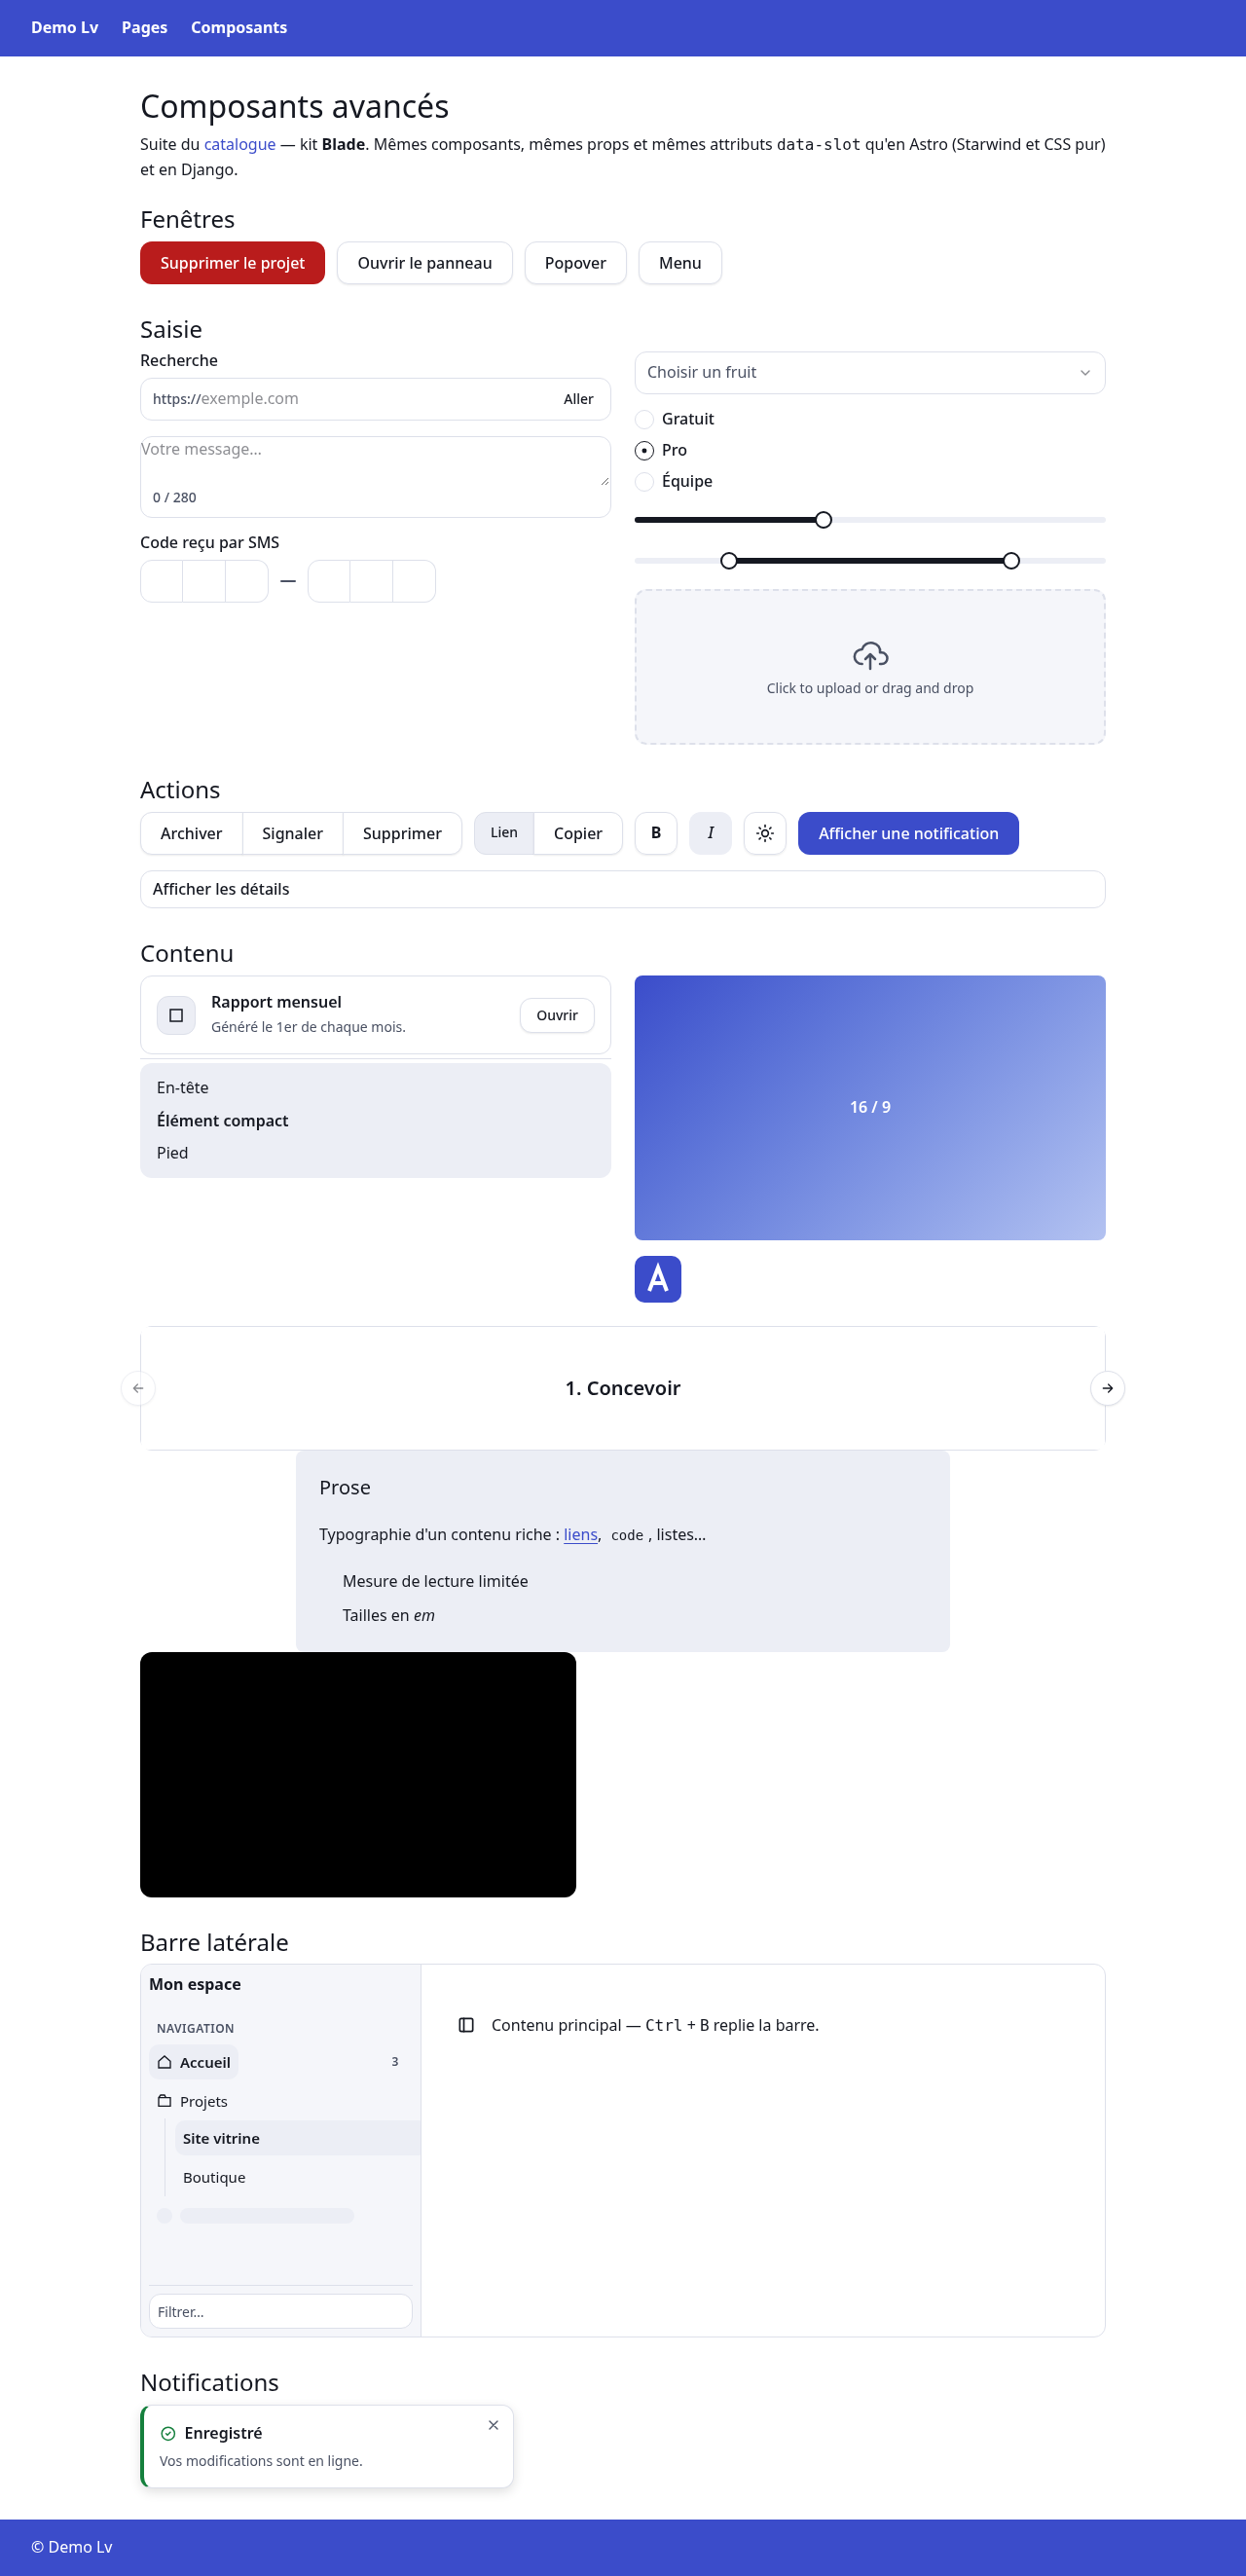 Demo Lv Pages Composants
Composants avancés
Suite du catalogue — kit Blade. Mêmes composants, mêmes props et mêmes attributs data-slot qu'en Astro (Starwind et CSS pur)
et en Django.
Fenêtres
Supprimer le projet Ouvrir le panneau Popover Menu
Saisie
Recherche
https://exemple.com Aller
Votre message…
0 / 280
Code reçu par SMS
—
Choisir un fruit
Gratuit
Pro
Équipe
Click to upload or drag and drop
Actions
Archiver Signaler Supprimer Lien Copier B I Afficher une notification
Afficher les détails
Contenu
Rapport mensuel
Généré le 1er de chaque mois.
Ouvrir
En-tête
Élément compact
Pied
16 / 9
A
1. Concevoir
Prose
Typographie d'un contenu riche : liens, code , listes…
Mesure de lecture limitée
Tailles en em
Barre latérale
Mon espace
NAVIGATION
Accueil 3
Projets
Site vitrine
Boutique
Filtrer…
Contenu principal — Ctrl + B replie la barre.
Notifications
Enregistré
Vos modifications sont en ligne.
© Demo Lv